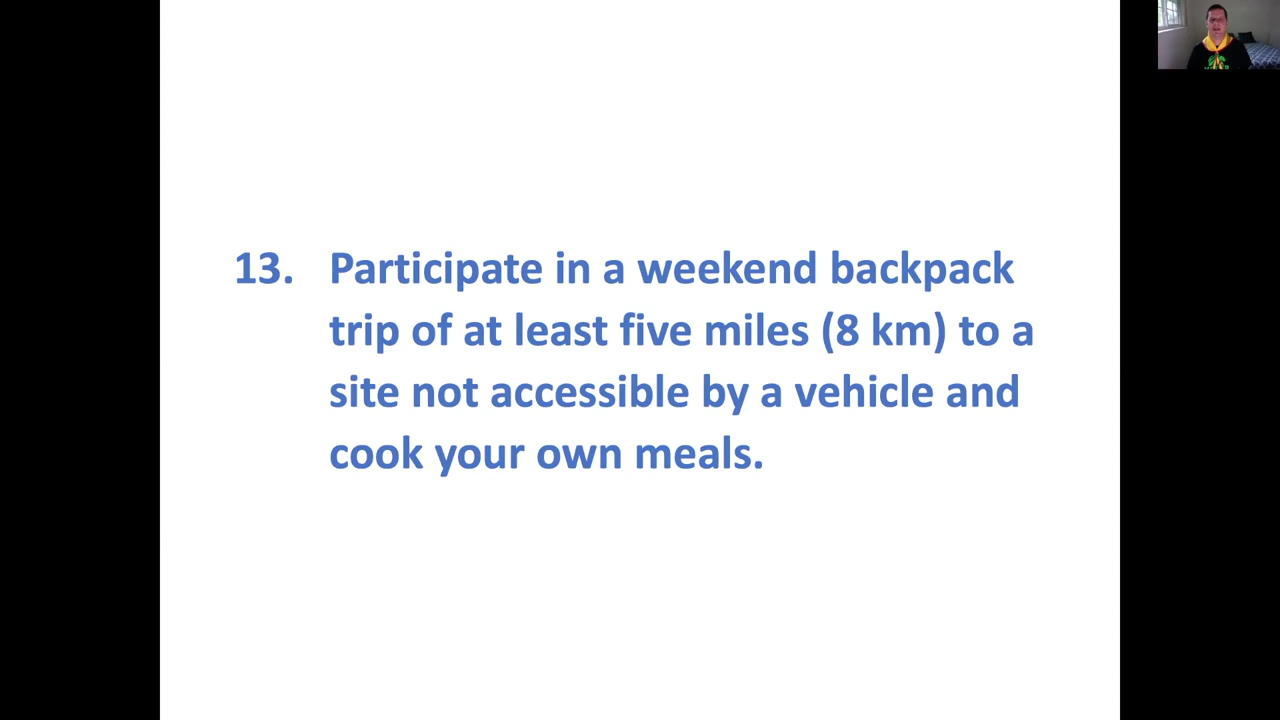 13. Participate in a weekend backpack
trip of at least five miles (8 km) to a
site not accessible by a vehicle and
cook your own meals.